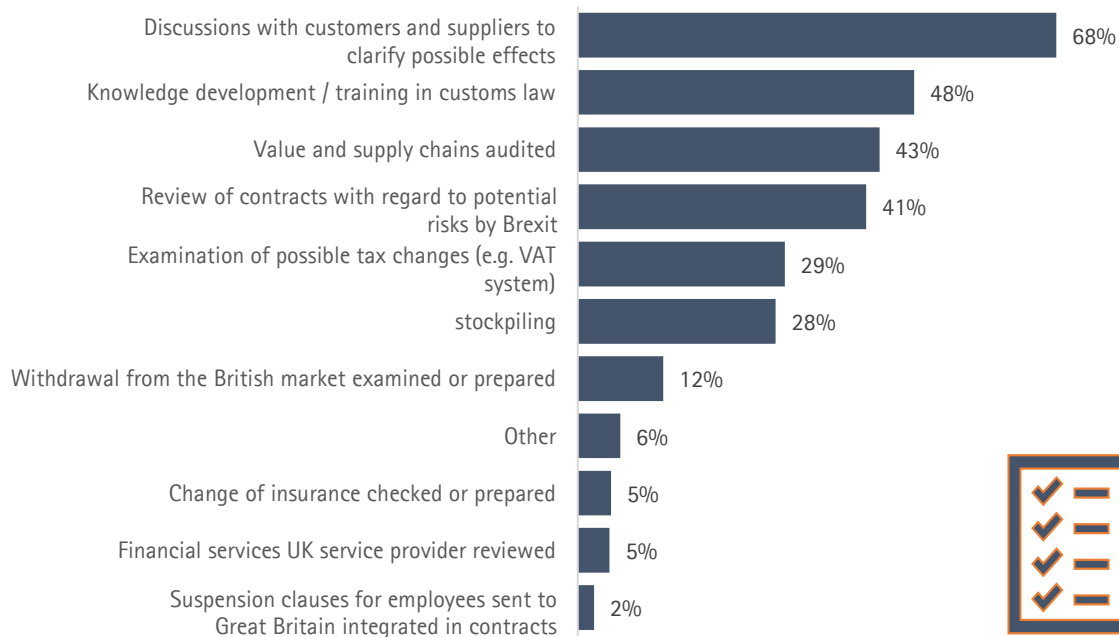 Discussions with customers and suppliers to
clarify possible effects
68%
Knowledge development / training in customs law
48%
Value and supply chains audited
43%
Review of contracts with regard to potential
risks by Brexit
41%
Examination of possible tax changes (e.g. VAT
system)
29%
stockpiling
28%
Withdrawal from the British market examined or prepared
12%
Other
6%
Change of insurance checked or prepared
5%
Financial services UK service provider reviewed
5%
Suspension clauses for employees sent to
Great Britain integrated in contracts
2%